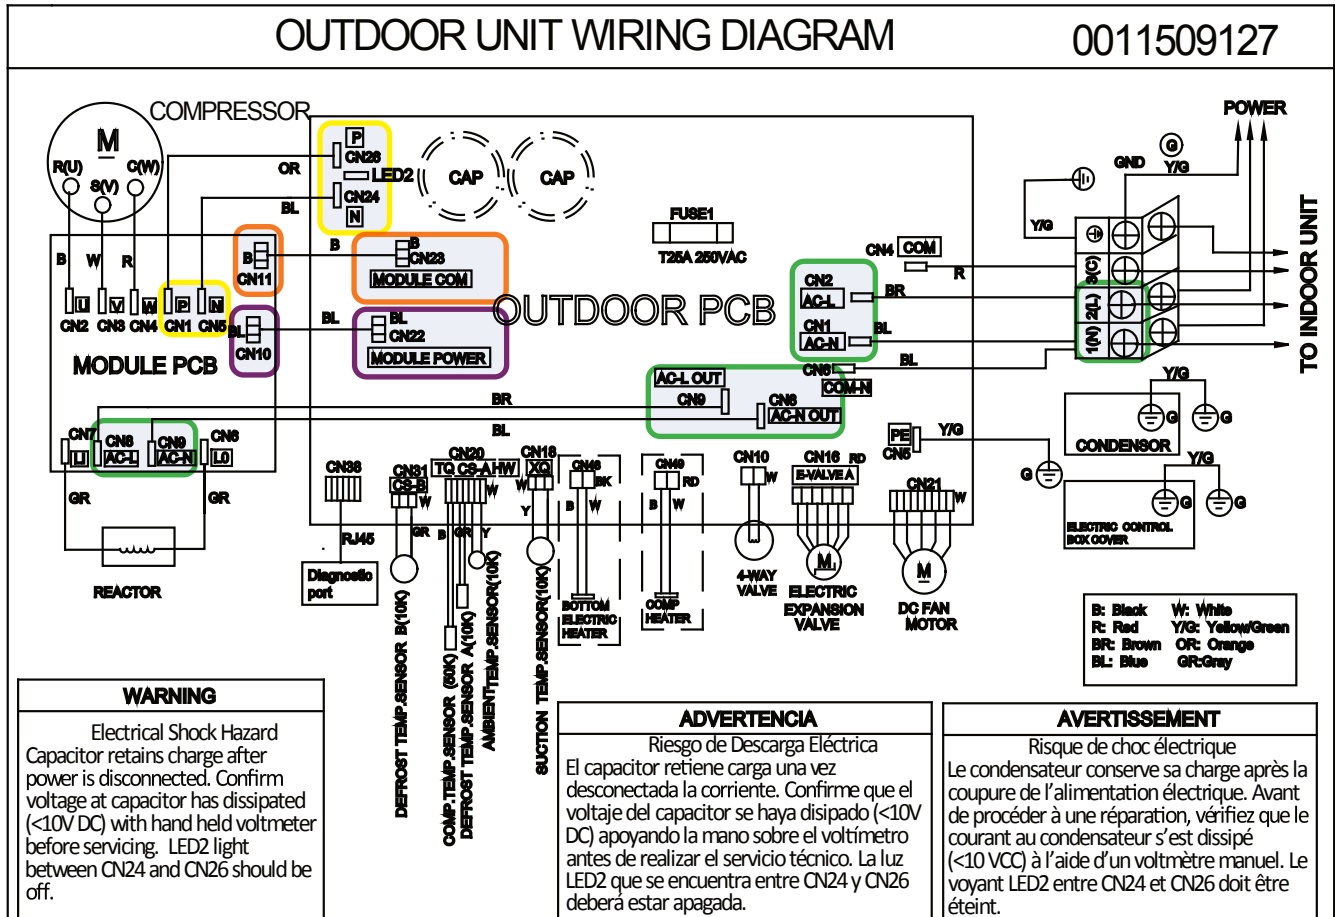 OUTDOOR UNIT WIRING DIAGRAM
0011509127
COMPRESSOR
M
R(U)
C(W)
S(V)
B
W
R
U
V
W
P
N
CN2
CN3
CN4
CN1
CN5
MODULE PCB
B
CN11
BL
CN10
OR
BL
B
BL
P
CN26
LED2
CN24
N
CAP
CAP
B
CN23
MODULE COM
BL
CN22
MODULE POWER
OUTDOOR PCB
FUSE1
T25A 250VAC
CN4
COM
R
CN2
AC-L
BR
CN1
AC-N
BL
CN6
COM-N
BL
AC-L OUT
CN9
CN8
AC-N OUT
BR
BL
POWER
G
GND
Y/G
Y/G
3(C)
2(L)
1(N)
TO INDOOR UNIT
Y/G
G
G
CONDENSOR
Y/G
G
G
ELECTRIC CONTROL
BOX COVER
PE
CN5
Y/G
G
CN7
LI
CN8
AC-L
CN9
AC-N
CN6
L0
GR
GR
REACTOR
CN38
RJ45
Diagnostic
port
CN31
CS-B
W
GR
DEFROST TEMP.SENSOR B(10K)
CN20
TQ CS-A HW
W
B
GR
Y
COMP.TEMP.SENSOR (50K)
DEFROST TEMP.SENSOR A(10K)
AMBIENT TEMP.SENSOR(10K)
CN18
XQ
W
Y
SUCTION TEMP.SENSOR(10K)
CN46
BK
B
W
BOTTOM
ELECTRIC
HEATER
CN49
RD
B
W
COMP
HEATER
CN10
W
4-WAY
VALVE
CN16
RD
E-VALVE A
M
ELECTRIC
EXPANSION
VALVE
CN21
W
M
DC FAN
MOTOR
B: Black W: White
R: Red Y/G: Yellow/Green
BR: Brown OR: Orange
BL: Blue GR:Gray
WARNING
Electrical Shock Hazard
Capacitor retains charge after
power is disconnected. Confirm
voltage at capacitor has dissipated
(<10V DC) with hand held voltmeter
before servicing. LED2 light
between CN24 and CN26 should be
off.
ADVERTENCIA
Riesgo de Descarga Eléctrica
El capacitor retiene carga una vez
desconectada la corriente. Confirme que el
voltaje del capacitor se haya disipado (<10V
DC) apoyando la mano sobre el voltímetro
antes de realizar el servicio técnico. La luz
LED2 que se encuentra entre CN24 y CN26
deberá estar apagada.
AVERTISSEMENT
Risque de choc électrique
Le condensateur conserve sa charge après la
coupure de l'alimentation électrique. Avant
de procéder à une réparation, vérifiez que le
courant au condensateur s'est dissipé
(<10 VCC) à l'aide d'un voltmètre manuel. Le
voyant LED2 entre CN24 et CN26 doit être
éteint.